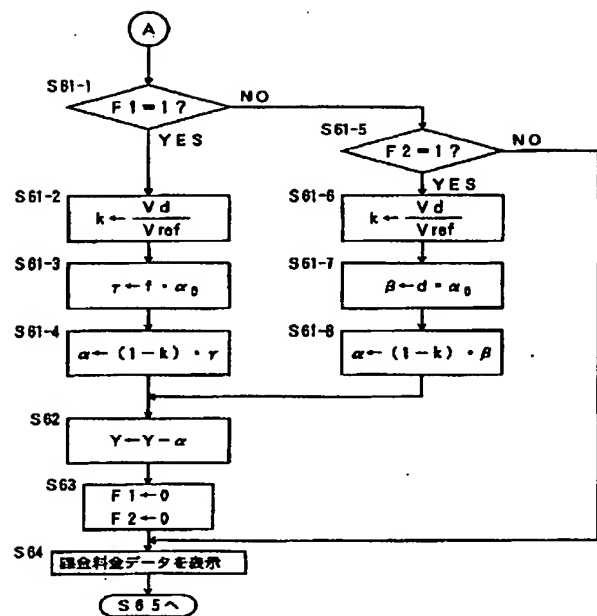 A
S61-1
F1=1?
NO
YES
S61-5
F2=1?
NO
YES
S61-2
k←Vd/Vref
S61-3
γ←f・α₀
S61-4
α←(1-k)・γ
S61-6
k←Vd/Vref
S61-7
β←d・α₀
S61-8
α←(1-k)・β
S62
Y←Y-α
S63
F1←0
F2←0
S64
課金料金データを表示
S65へ